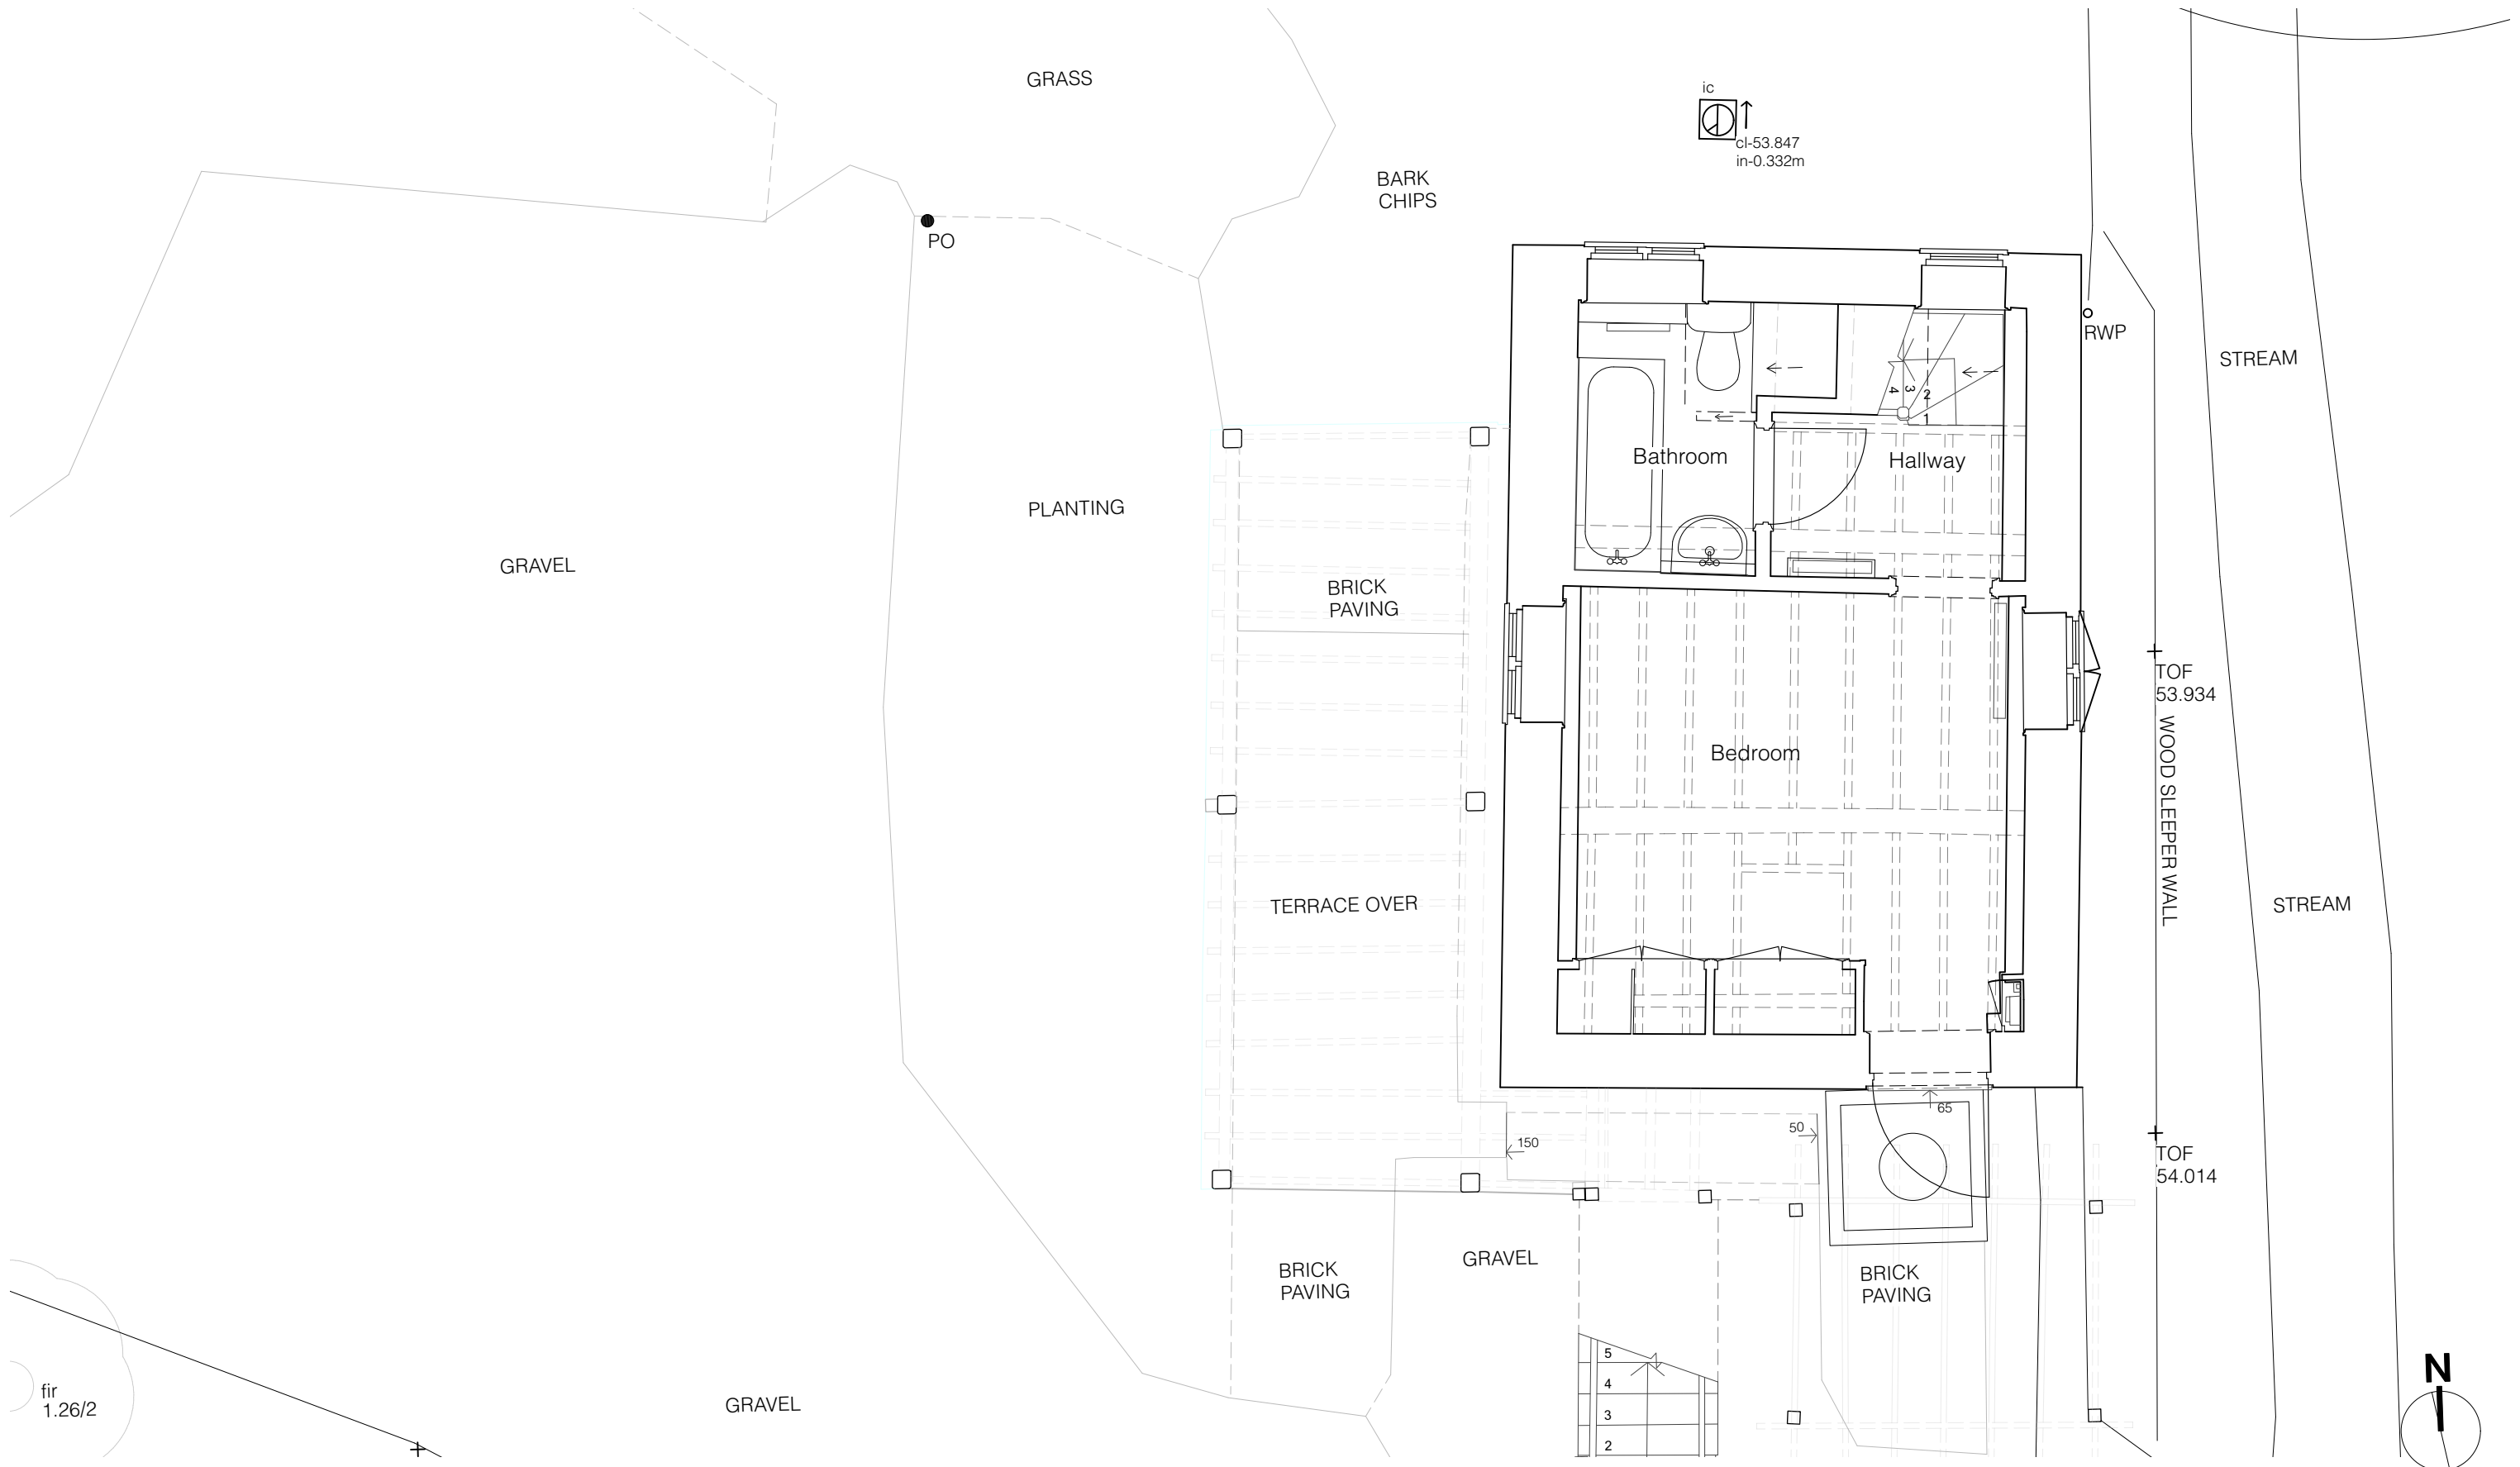 GRASS
ic
cl-53.847
in-0.332m
BARK
CHIPS
PO
RWP
STREAM
4
3
2
1
Bathroom
Hallway
PLANTING
GRAVEL
BRICK
PAVING
TOF
53.934
WOOD SLEEPER WALL
Bedroom
TERRACE OVER
STREAM
65
50
150
TOF
54.014
GRAVEL
BRICK
PAVING
BRICK
PAVING
5
4
3
2
N
fir
1.26/2
GRAVEL